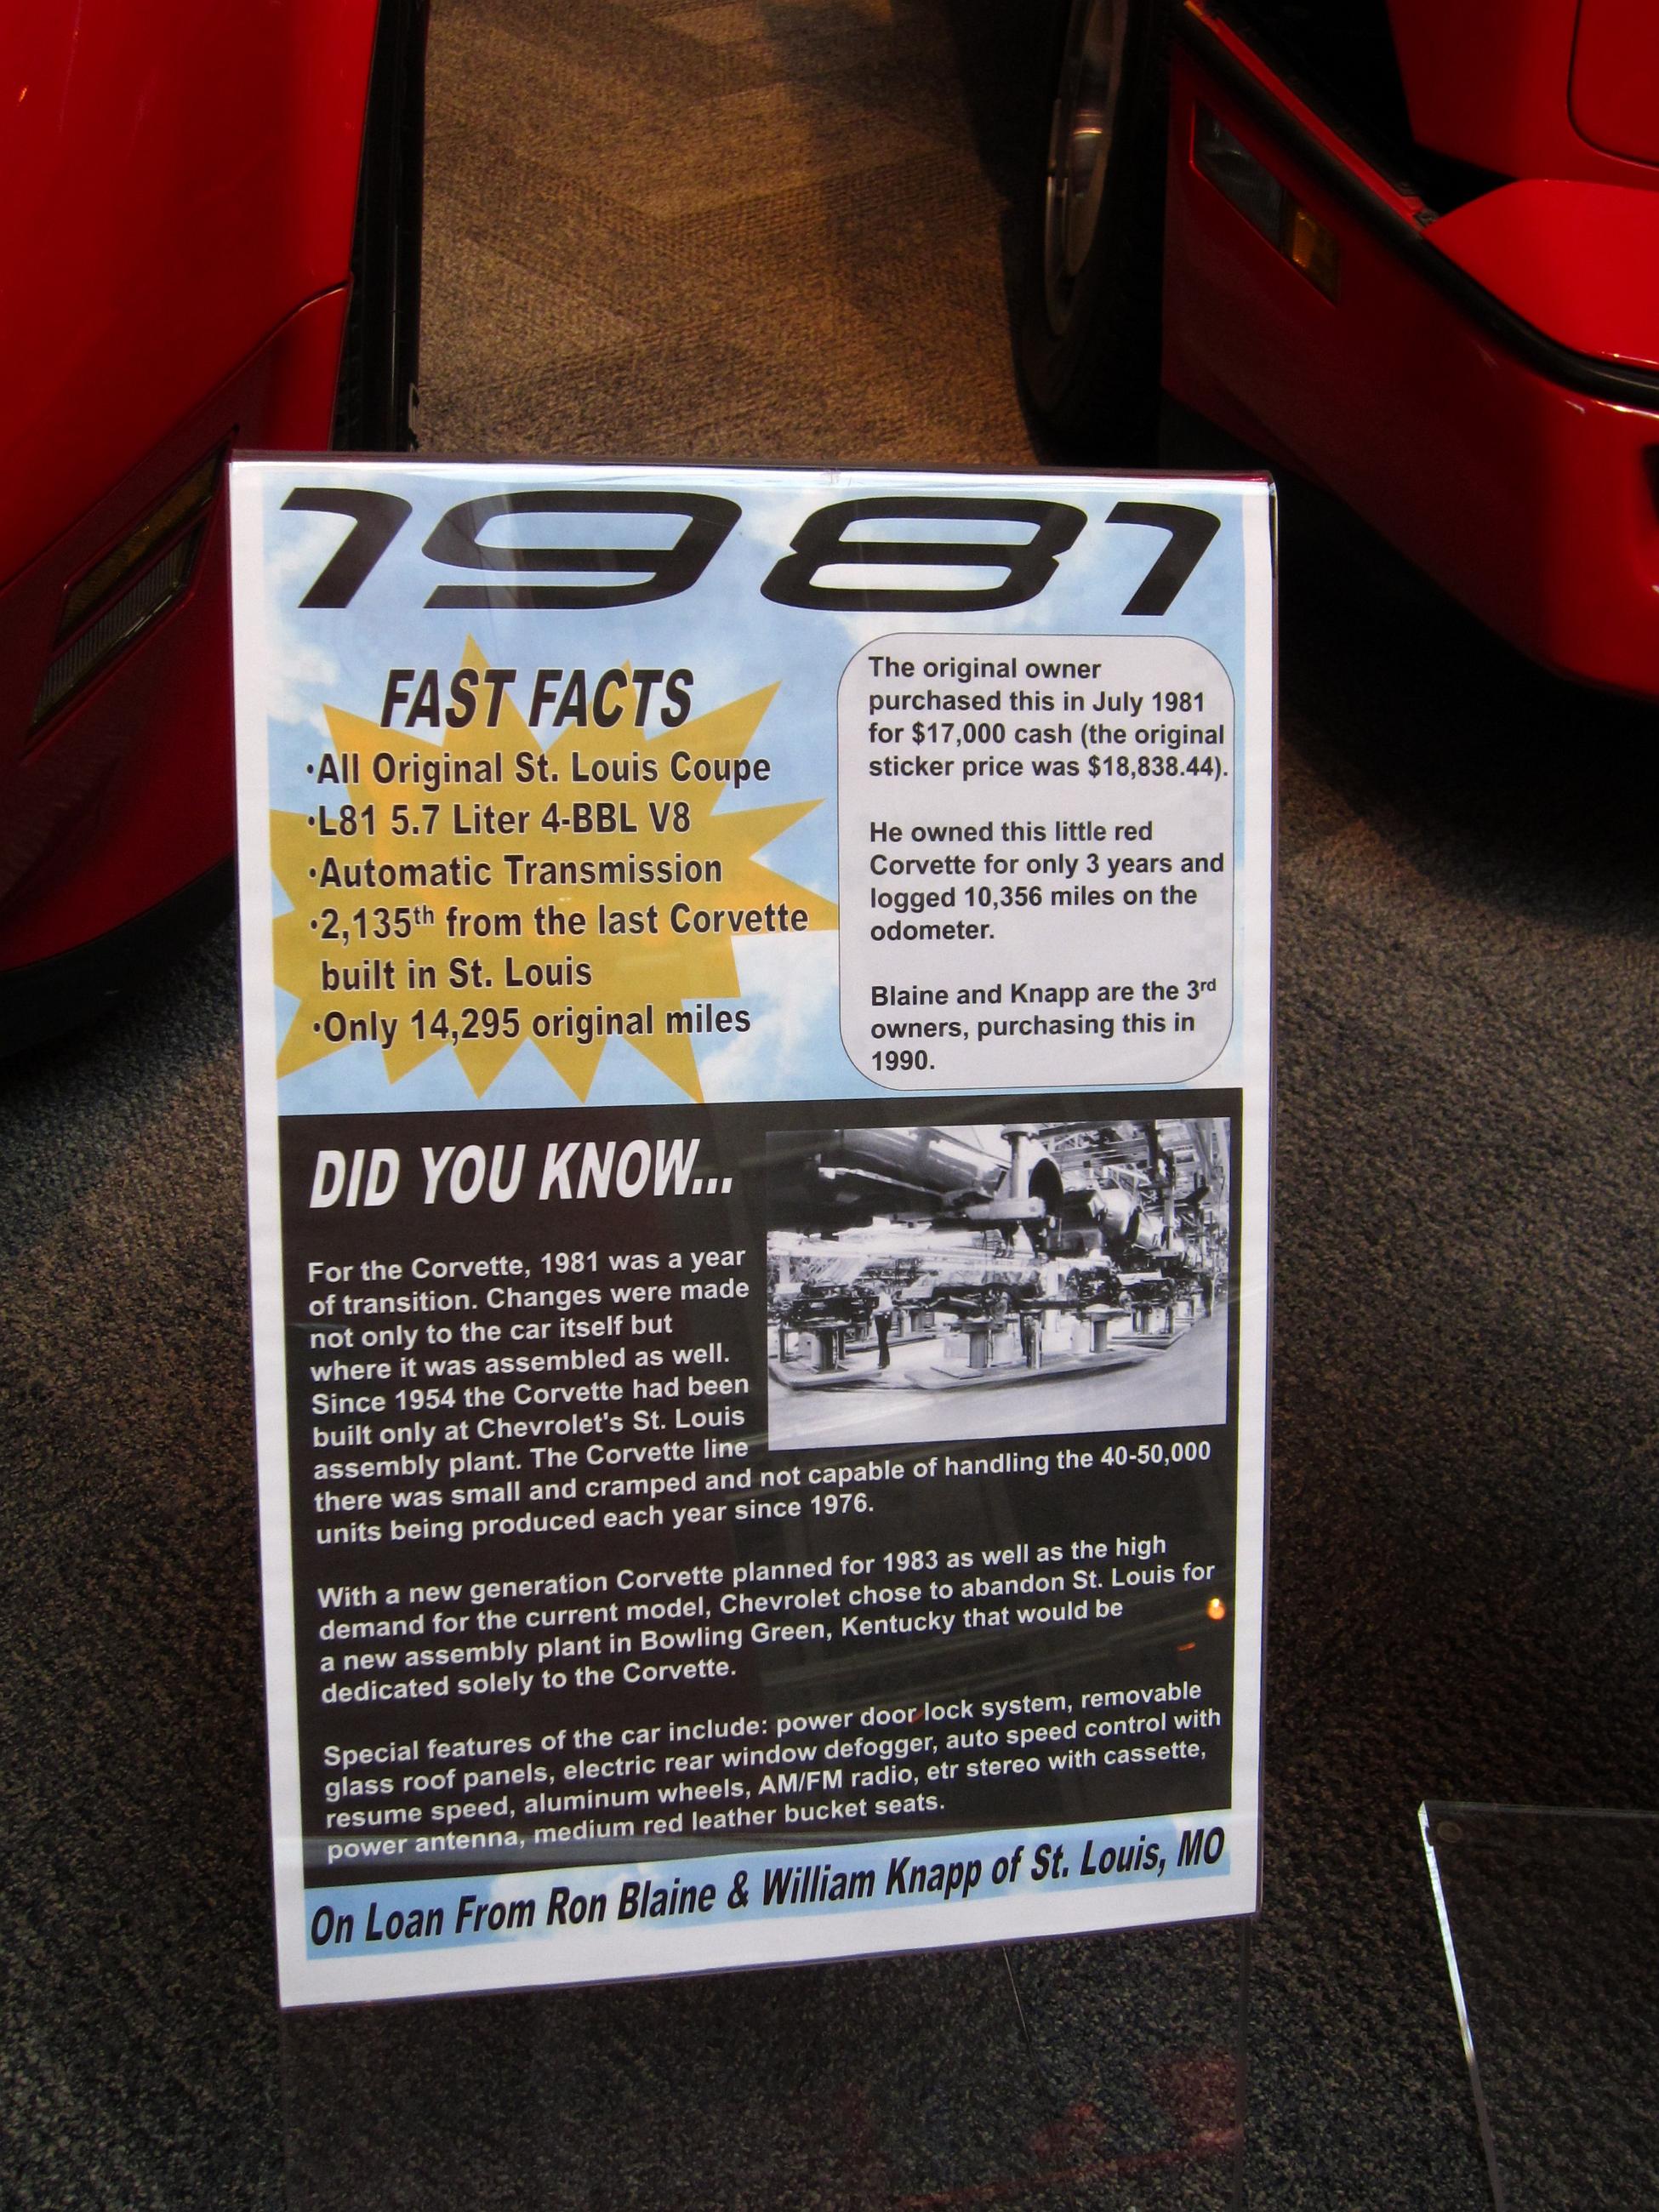 1981
FAST FACTS
•All Original St. Louis Coupe
•L81 5.7 Liter 4-BBL V8
•Automatic Transmission
•2,135th from the last Corvette
built in St. Louis
•Only 14,295 original miles
The original owner
purchased this in July 1981
for $17,000 cash (the original
sticker price was $18,838.44).
He owned this little red
Corvette for only 3 years and
logged 10,356 miles on the
odometer.
Blaine and Knapp are the 3rd
owners, purchasing this in
1990.
DID YOU KNOW...
For the Corvette, 1981 was a year
of transition. Changes were made
not only to the car itself but
where it was assembled as well.
Since 1954 the Corvette had been
built only at Chevrolet's St. Louis
assembly plant. The Corvette line
there was small and cramped and not capable of handling the 40-50,000
units being produced each year since 1976.
With a new generation Corvette planned for 1983 as well as the high
demand for the current model, Chevrolet chose to abandon St. Louis for
a new assembly plant in Bowling Green, Kentucky that would be
dedicated solely to the Corvette.
Special features of the car include: power door lock system, removable
glass roof panels, electric rear window defogger, auto speed control with
resume speed, aluminum wheels, AM/FM radio, etr stereo with cassette,
power antenna, medium red leather bucket seats.
On Loan From Ron Blaine & William Knapp of St. Louis, MO